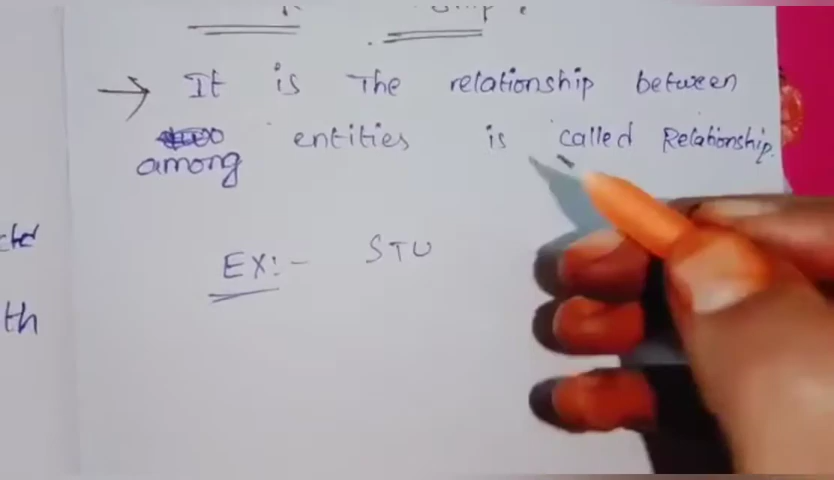 → It is The relationship between
among entities is called Relationship.
EX:- STU
th